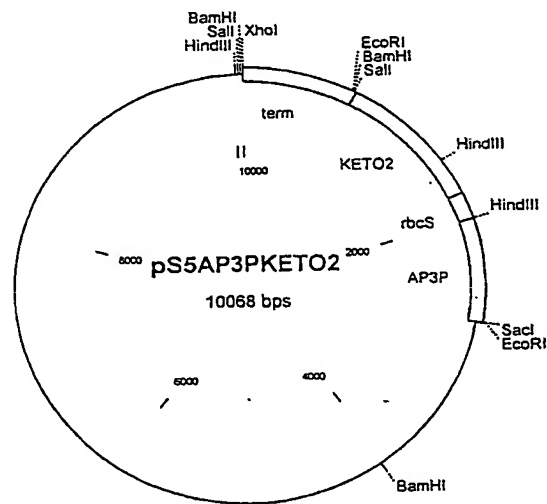 BamHI
SalI XhoI
HindIII
EcoRI
BamHI
SalI
term
HindIII
KETO2
10000
HindIII
rbcS
8000 pS5AP3PKETO2 2000
AP3P
10068 bps
SacI
EcoRI
6000 4000
BamHI